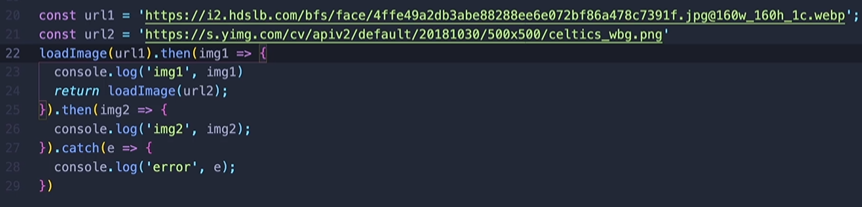 20 const url1 = 'https://i2.hdslb.com/bfs/face/4ffe49a2db3abe88288ee6e072bf86a478c7391f.jpg@160w_160h_1c.webp';
21 const url2 = 'https://s.yimg.com/cv/apiv2/default/20181030/500x500/celtics_wbg.png'
22 loadImage(url1).then(img1 => {
23 console.log('img1', img1)
24 return loadImage(url2);
25 }).then(img2 => {
26 console.log('img2', img2);
27 }).catch(e => {
28 console.log('error', e);
29 })